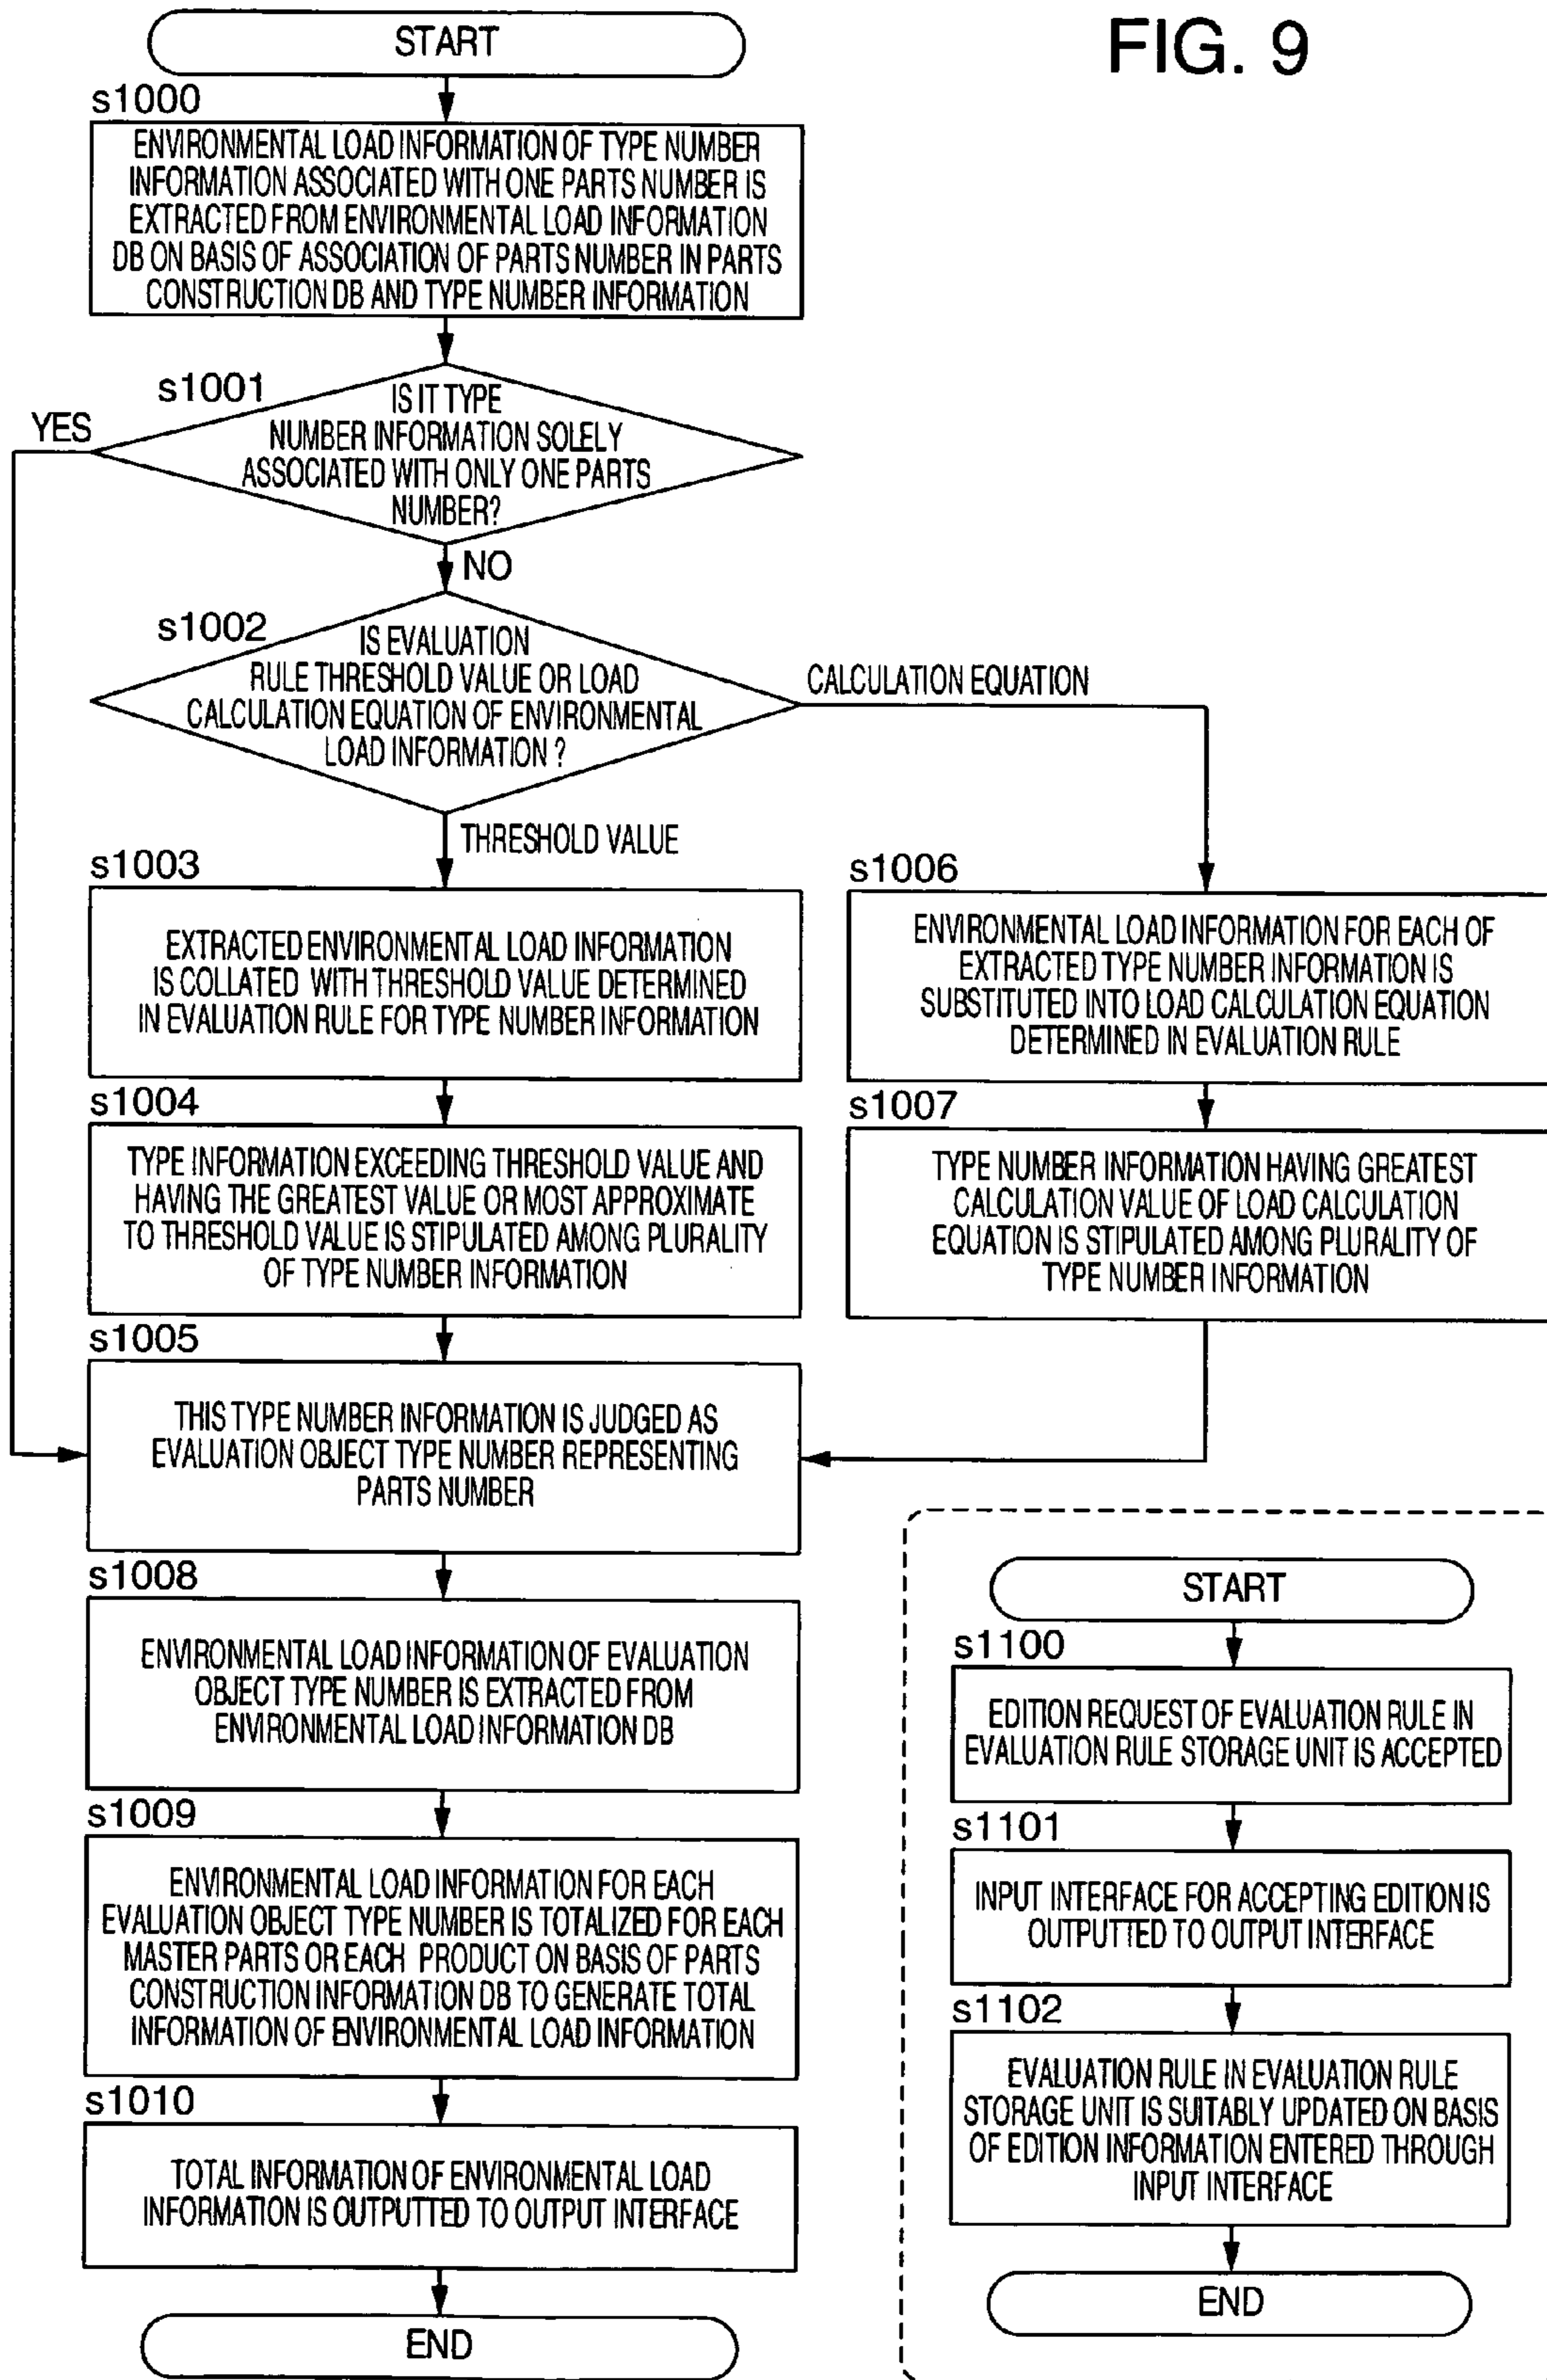 FIG. 9
START
s1000
ENVIRONMENTAL LOAD INFORMATION OF TYPE NUMBER
INFORMATION ASSOCIATED WITH ONE PARTS NUMBER IS
EXTRACTED FROM ENVIRONMENTAL LOAD INFORMATION
DB ON BASIS OF ASSOCIATION OF PARTS NUMBER IN PARTS
CONSTRUCTION DB AND TYPE NUMBER INFORMATION
s1001
YES
IS IT TYPE
NUMBER INFORMATION SOLELY
ASSOCIATED WITH ONLY ONE PARTS
NUMBER?
NO
s1002
IS EVALUATION
RULE THRESHOLD VALUE OR LOAD
CALCULATION EQUATION OF ENVIRONMENTAL
LOAD INFORMATION ?
CALCULATION EQUATION
THRESHOLD VALUE
s1003
EXTRACTED ENVIRONMENTAL LOAD INFORMATION
IS COLLATED WITH THRESHOLD VALUE DETERMINED
IN EVALUATION RULE FOR TYPE NUMBER INFORMATION
s1004
TYPE INFORMATION EXCEEDING THRESHOLD VALUE AND
HAVING THE GREATEST VALUE OR MOST APPROXIMATE
TO THRESHOLD VALUE IS STIPULATED AMONG PLURALITY
OF TYPE NUMBER INFORMATION
s1005
THIS TYPE NUMBER INFORMATION IS JUDGED AS
EVALUATION OBJECT TYPE NUMBER REPRESENTING
PARTS NUMBER
s1006
ENVIRONMENTAL LOAD INFORMATION FOR EACH OF
EXTRACTED TYPE NUMBER INFORMATION IS
SUBSTITUTED INTO LOAD CALCULATION EQUATION
DETERMINED IN EVALUATION RULE
s1007
TYPE NUMBER INFORMATION HAVING GREATEST
CALCULATION VALUE OF LOAD CALCULATION
EQUATION IS STIPULATED AMONG PLURALITY OF
TYPE NUMBER INFORMATION
s1008
ENVIRONMENTAL LOAD INFORMATION OF EVALUATION
OBJECT TYPE NUMBER IS EXTRACTED FROM
ENVIRONMENTAL LOAD INFORMATION DB
s1009
ENVIRONMENTAL LOAD INFORMATION FOR EACH
EVALUATION OBJECT TYPE NUMBER IS TOTALIZED FOR EACH
MASTER PARTS OR EACH PRODUCT ON BASIS OF PARTS
CONSTRUCTION INFORMATION DB TO GENERATE TOTAL
INFORMATION OF ENVIRONMENTAL LOAD INFORMATION
s1010
TOTAL INFORMATION OF ENVIRONMENTAL LOAD
INFORMATION IS OUTPUTTED TO OUTPUT INTERFACE
END
START
s1100
EDITION REQUEST OF EVALUATION RULE IN
EVALUATION RULE STORAGE UNIT IS ACCEPTED
s1101
INPUT INTERFACE FOR ACCEPTING EDITION IS
OUTPUTTED TO OUTPUT INTERFACE
s1102
EVALUATION RULE IN EVALUATION RULE
STORAGE UNIT IS SUITABLY UPDATED ON BASIS
OF EDITION INFORMATION ENTERED THROUGH
INPUT INTERFACE
END